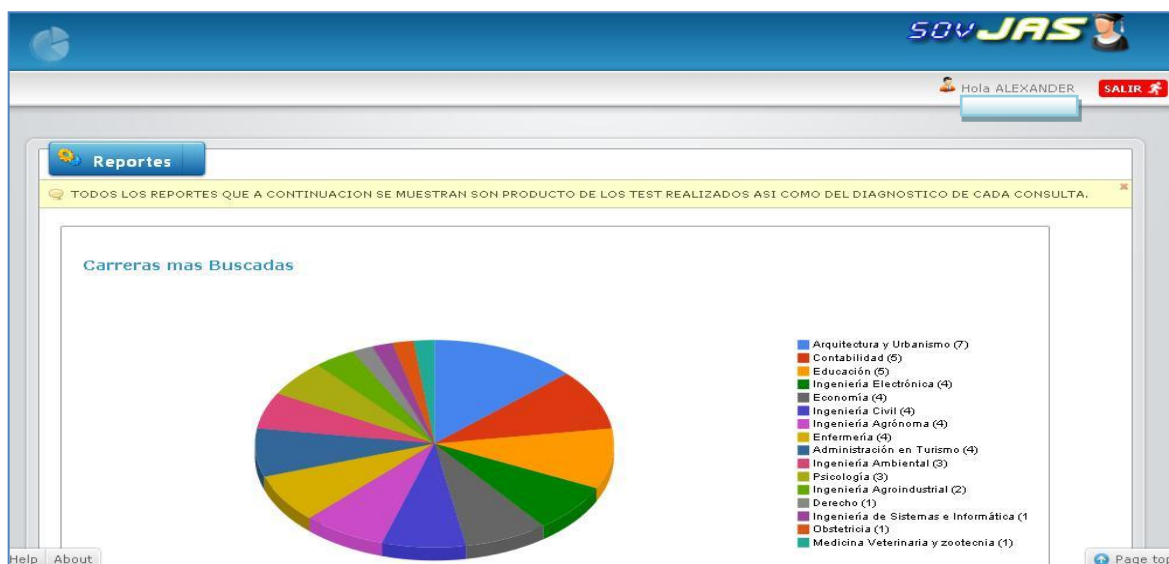 SOVJAS
Hola ALEXANDER
SALIR
Reportes
TODOS LOS REPORTES QUE A CONTINUACION SE MUESTRAN SON PRODUCTO DE LOS TEST REALIZADOS ASI COMO DEL DIAGNOSTICO DE CADA CONSULTA.
Carreras mas Buscadas
Arquitectura y Urbanismo (7)
Contabilidad (5)
Educación (5)
Ingeniería Electrónica (4)
Economía (4)
Ingeniería Civil (4)
Ingeniería Agrónoma (4)
Enfermería (4)
Administración en Turismo (4)
Ingeniería Ambiental (3)
Psicología (3)
Ingeniería Agroindustrial (2)
Derecho (1)
Ingeniería de Sistemas e Informática (1
Obstetricia (1)
Medicina Veterinaria y zootecnia (1)
Help About
Page top